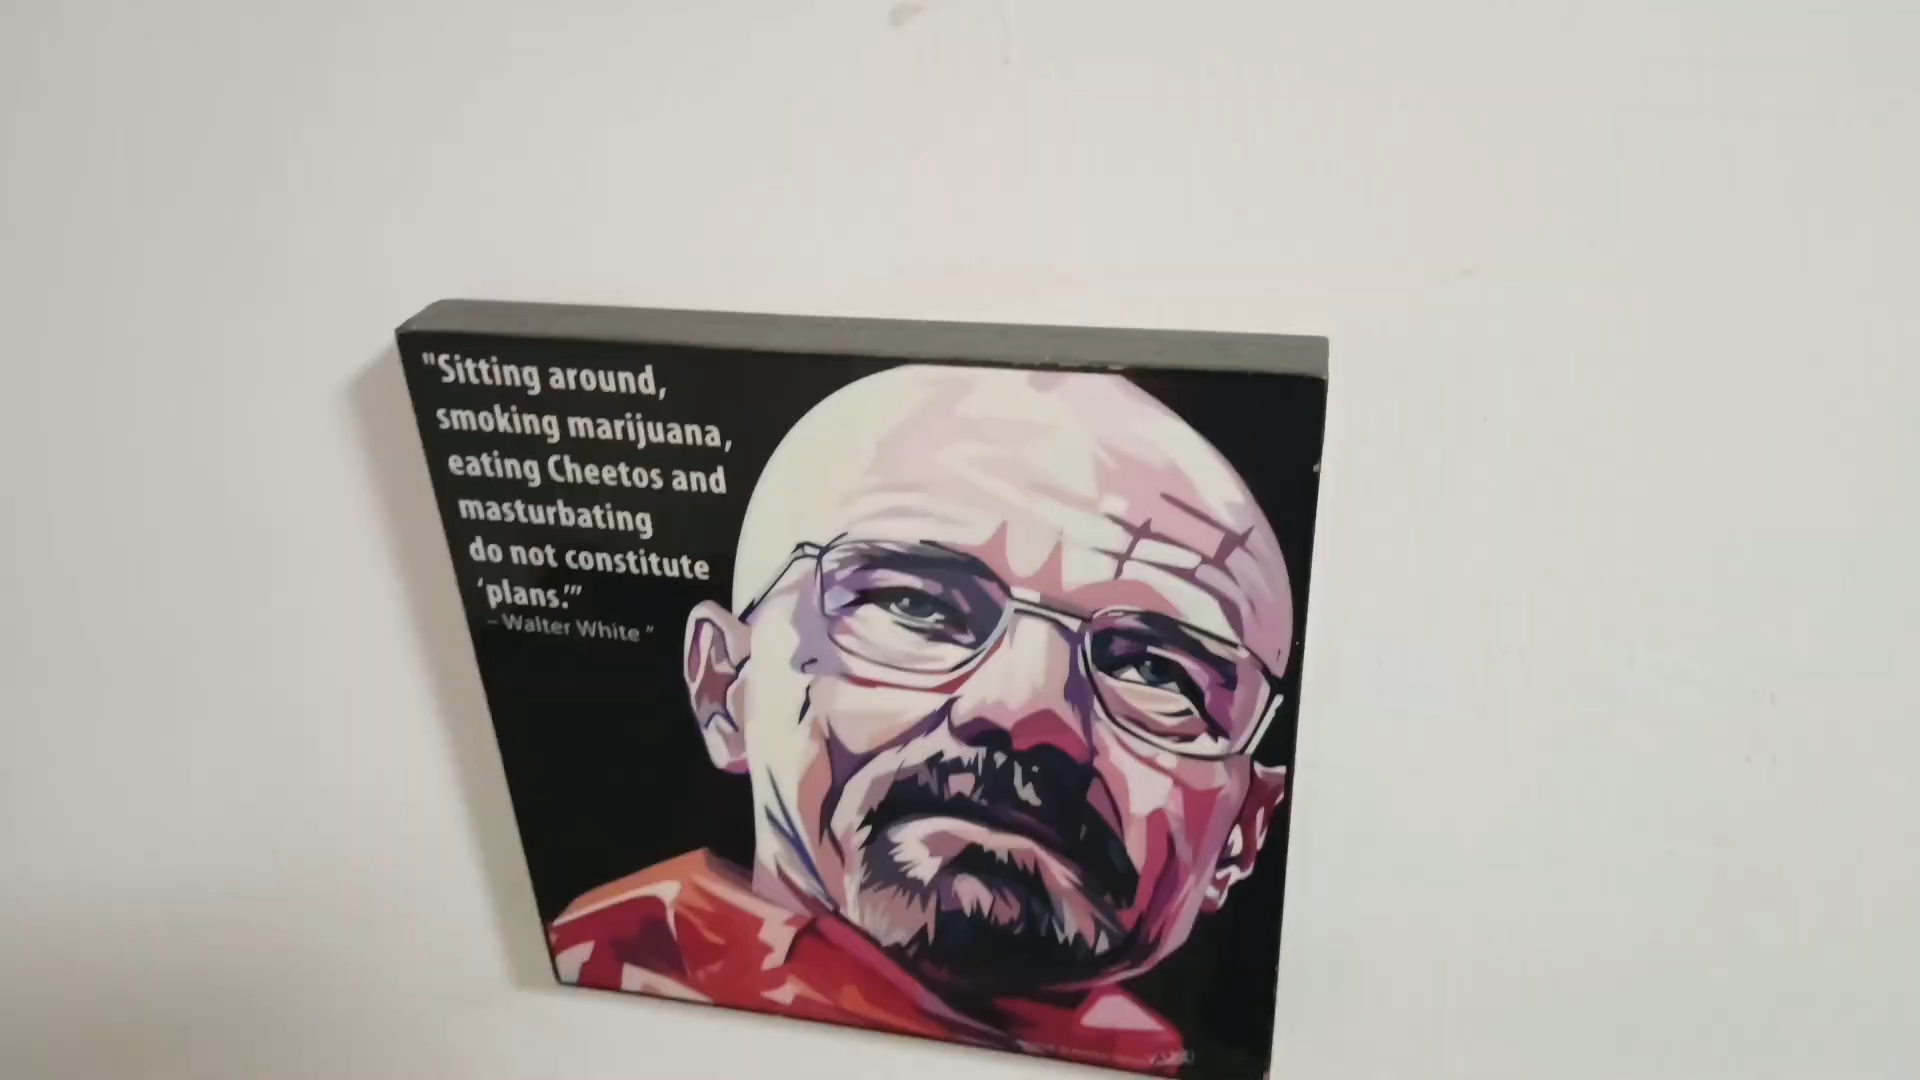 "Sitting around,
smoking marijuana,
eating Cheetos and
masturbating
do not constitute
‘plans.’"
– Walter White "